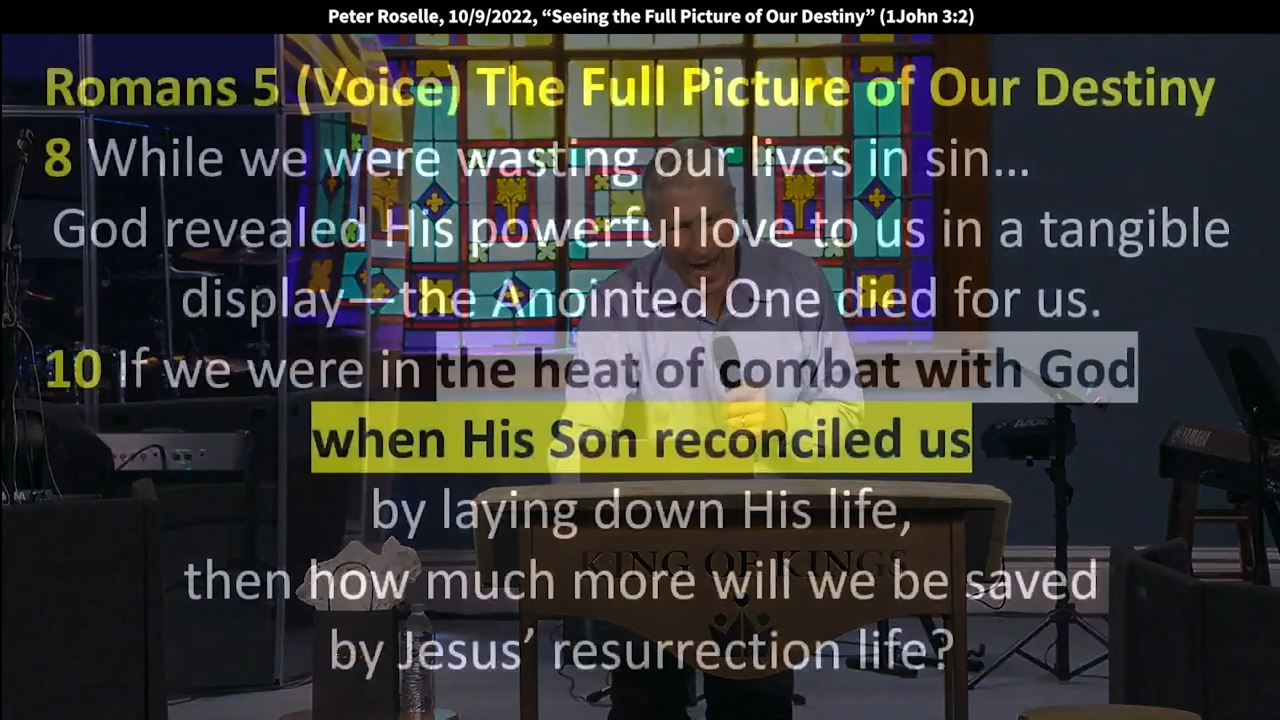 Peter Roselle, 10/9/2022, “Seeing the Full Picture of Our Destiny” (1John 3:2)
Romans 5 (Voice) The Full Picture of Our Destiny
8 While we were wasting our lives in sin...
God revealed His powerful love to us in a tangible
display—the Anointed One died for us.
10 If we were in the heat of combat with God
when His Son reconciled us
by laying down His life,
then how much more will we be saved
by Jesus’ resurrection life?
KING OF KINGS
AVIOM
YAMAHA